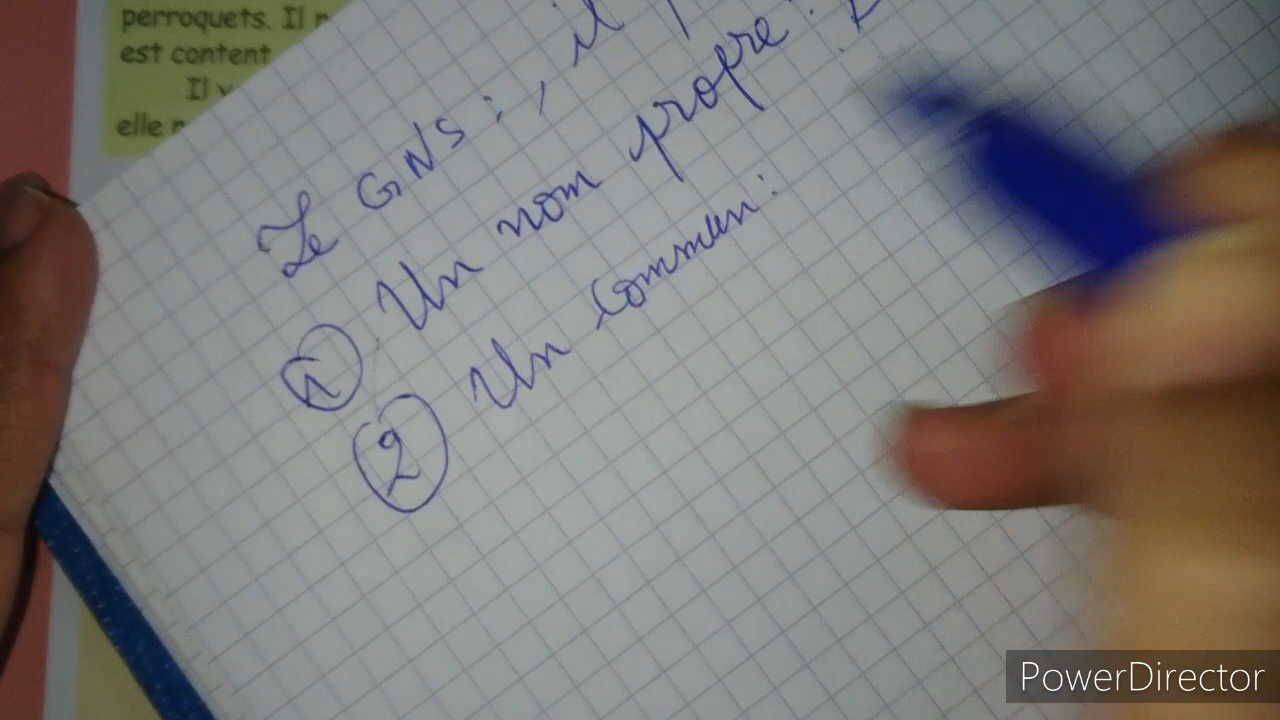 perroquets. Il
est content
Il
elle
Le GNS : , il
① Un nom propre :
② Un commun :
PowerDirector